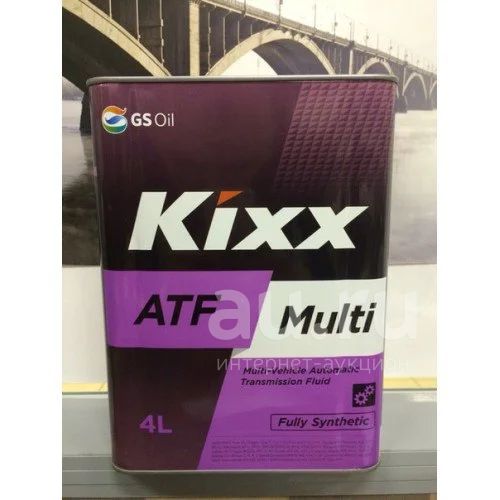 GS Oil
Kixx
ATF
Multi
au.ru
интернет-аукцион
Multi-Vehicle Automatic
Transmission Fluid
4L
Fully Synthetic